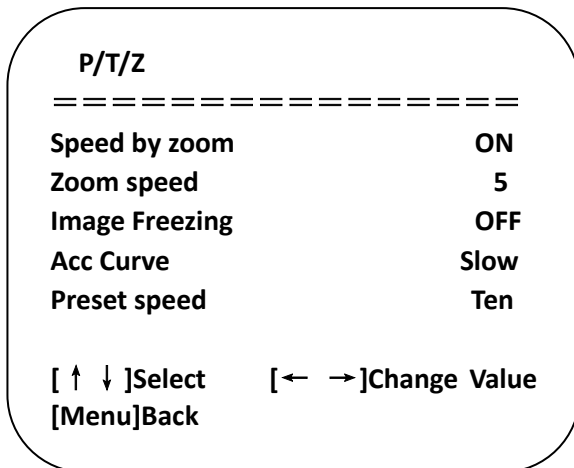 P/T/Z
==================
Speed by zoom ON
Zoom speed 5
Image Freezing OFF
Acc Curve Slow
Preset speed Ten
[ ↑ ↓ ]Select [← →]Change Value
[Menu]Back